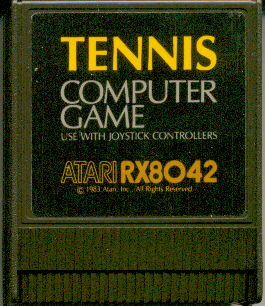 TENNIS
COMPUTER
GAME
USE WITH JOYSTICK CONTROLLERS
ATARI RX8042
© 1983 Atari, Inc., All Rights Reserved